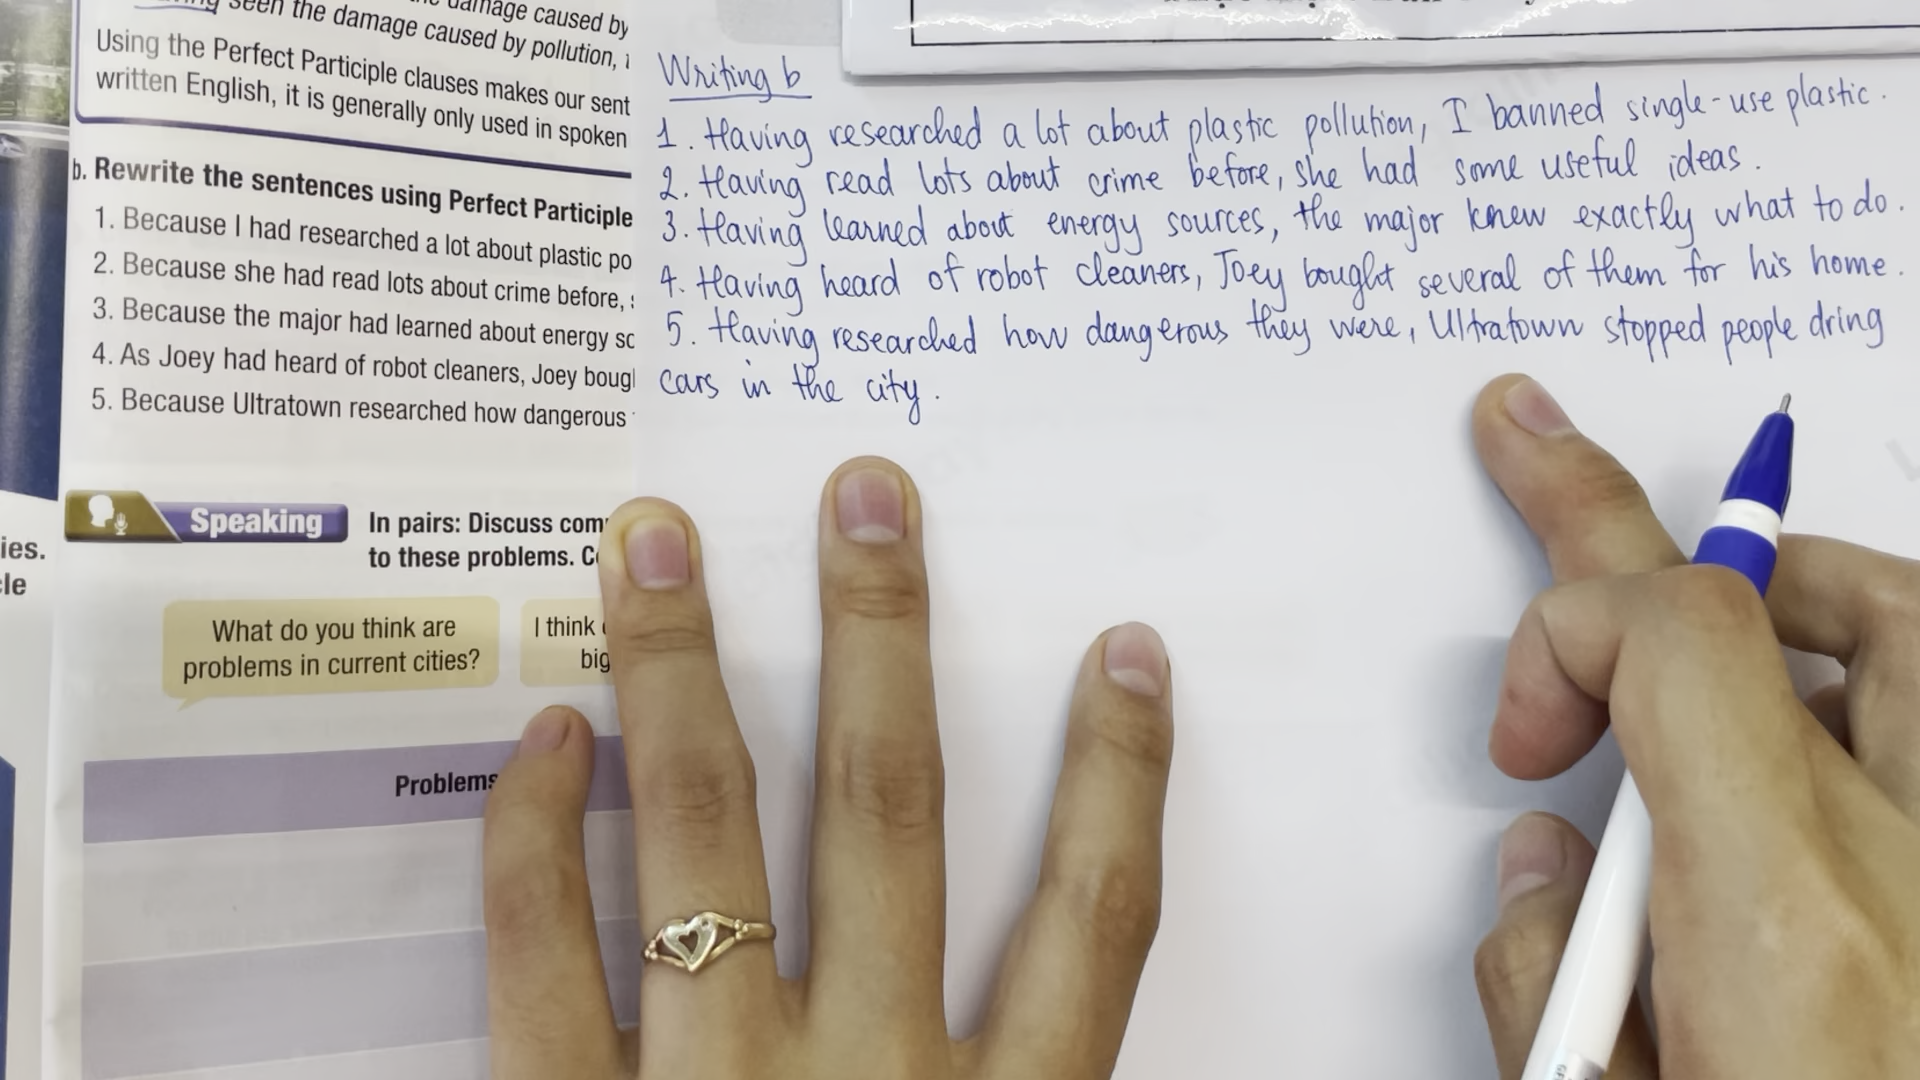 seen the damage caused by pollution,
Using the Perfect Participle clauses makes our sent
written English, it is generally only used in spoken
b. Rewrite the sentences using Perfect Participle
1. Because I had researched a lot about plastic po
2. Because she had read lots about crime before,
3. Because the major had learned about energy sc
4. As Joey had heard of robot cleaners, Joey boug
5. Because Ultratown researched how dangerous
Speaking
In pairs: Discuss com
to these problems. C
ies.
cle
What do you think are
problems in current cities?
I think
big
Problems
Writing b
1. Having researched a lot about plastic pollution, I banned single-use plastic.
2. Having read lots about crime before, she had some useful ideas.
3. Having learned about energy sources, the major knew exactly what to do.
4. Having heard of robot cleaners, Joey bought several of them for his home.
5. Having researched how dangerous they were, Ultratown stopped people dring
cars in the city.